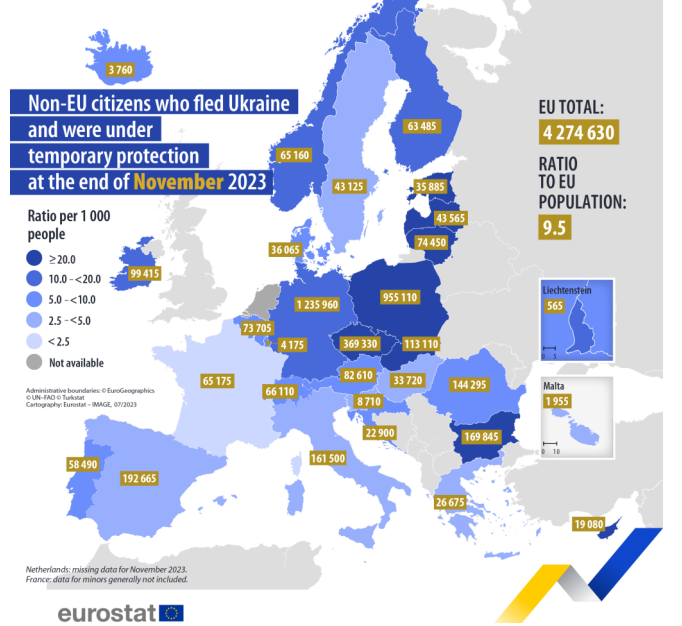 3 760
Non-EU citizens who fled Ukraine
and were under
temporary protection
at the end of November 2023
EU TOTAL:
4 274 630
RATIO
TO EU
POPULATION:
9.5
Ratio per 1 000
people
≥ 20.0
10.0 -<20.0
5.0 -<10.0
2.5 -<5.0
< 2.5
Not available
Administrative boundaries: © EuroGeographics
© UN-FAO © Turkstat
Cartography: Eurostat – IMAGE, 07/2023
63 485
65 160
43 125
35 885
43 565
74 450
36 065
99 415
1 235 960
955 110
73 705
4 175
369 330
113 110
65 175
82 610
33 720
66 110
8 710
144 295
22 900
169 845
58 490
192 665
161 500
26 675
19 080
Liechtenstein
565
0 5
Malta
1 955
0 10
Netherlands: missing data for November 2023.
France: data for minors generally not included.
eurostat